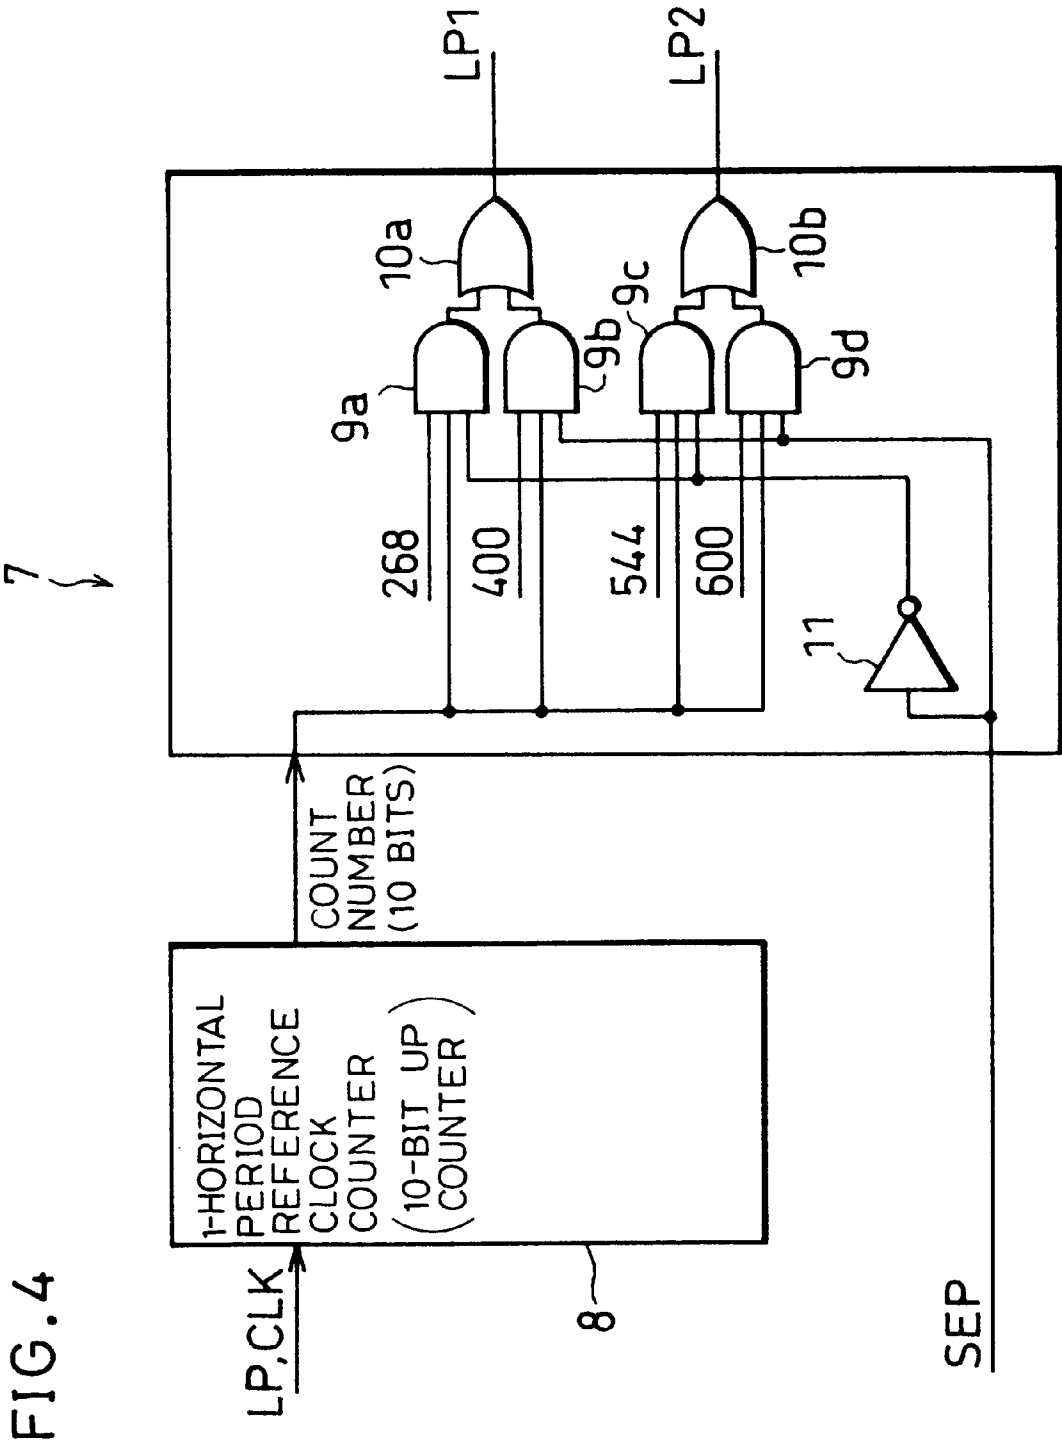 FIG.4
7
LP,CLK
1-HORIZONTAL
PERIOD
REFERENCE
CLOCK
COUNTER
(10-BIT UP
COUNTER)
8
COUNT
NUMBER
(10 BITS)
268
400
544
600
9a
9b
9c
9d
10a
10b
11
LP1
LP2
SEP